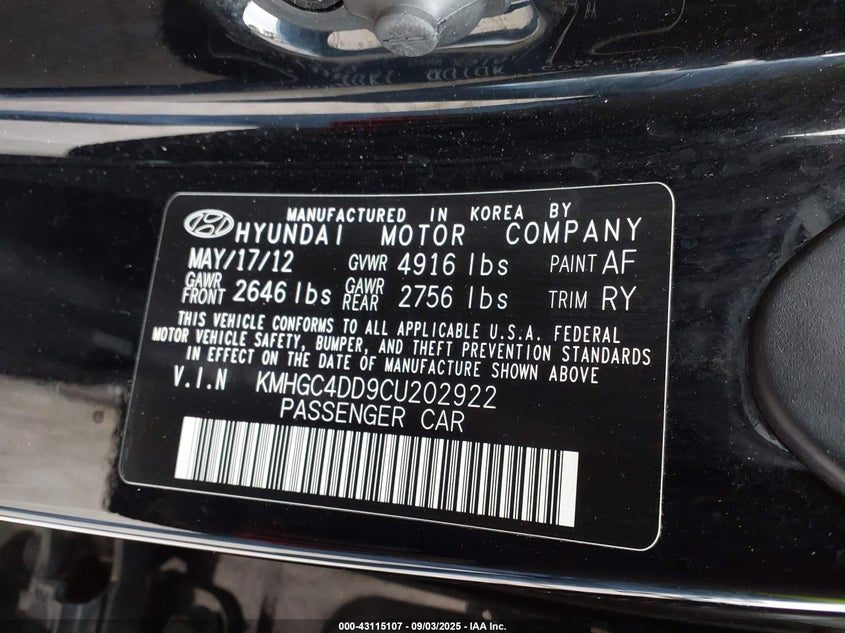 MANUFACTURED IN KOREA BY
HYUNDAI MOTOR COMPANY
MAY/17/12 GVWR 4916 lbs PAINT AF
GAWR FRONT 2646 lbs GAWR REAR 2756 lbs TRIM RY
THIS VEHICLE CONFORMS TO ALL APPLICABLE U.S.A. FEDERAL
MOTOR VEHICLE SAFETY, BUMPER, AND THEFT PREVENTION STANDARDS
IN EFFECT ON THE DATE OF MANUFACTURE SHOWN ABOVE
V.I.N KMHGC4DD9CU202922
PASSENGER CAR
000-43115107 - 09/03/2025 - IAA Inc.